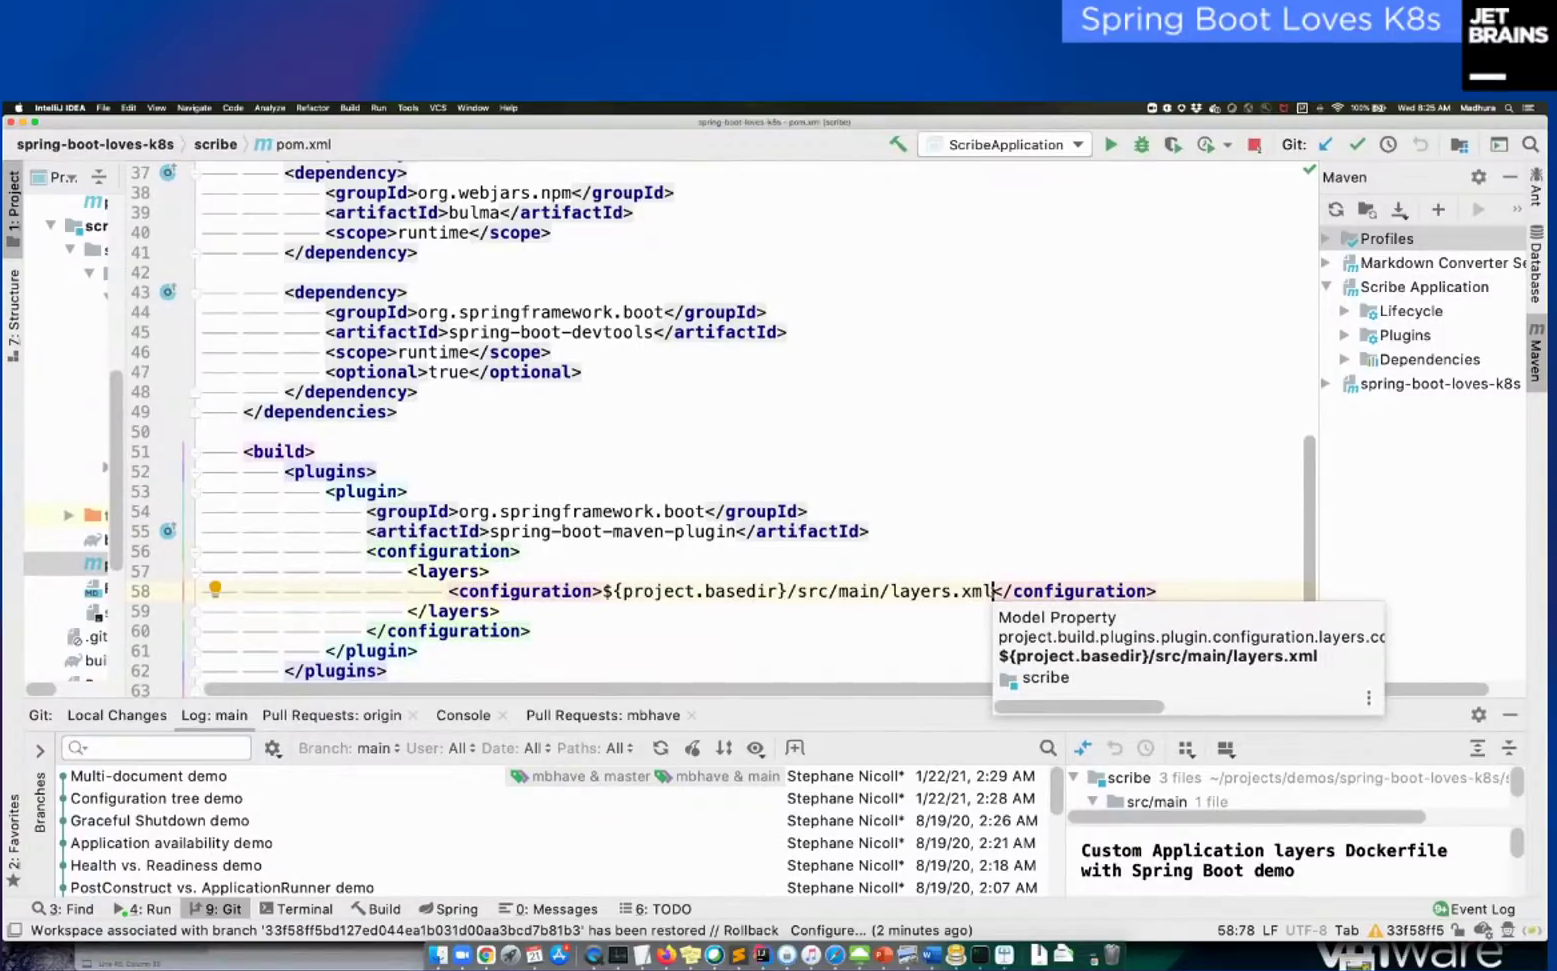 Spring Boot Loves K8s
JET
BRAINS
IntelliJ IDEA File Edit View Navigate Code Analyze Refactor Build Run Tools VCS Window Help
100% Wed 8:25 AM Madhura
spring-boot-loves-k8s – pom.xml (scribe)
spring-boot-loves-k8s scribe m pom.xml
ScribeApplication
Git:
1: Project
Pr..
7: Structure
scr
.git
bui
37 <dependency>
38 <groupId>org.webjars.npm</groupId>
39 <artifactId>bulma</artifactId>
40 <scope>runtime</scope>
41 </dependency>
42
43 <dependency>
44 <groupId>org.springframework.boot</groupId>
45 <artifactId>spring-boot-devtools</artifactId>
46 <scope>runtime</scope>
47 <optional>true</optional>
48 </dependency>
49 </dependencies>
50
51 <build>
52 <plugins>
53 <plugin>
54 <groupId>org.springframework.boot</groupId>
55 <artifactId>spring-boot-maven-plugin</artifactId>
56 <configuration>
57 <layers>
58 <configuration>${project.basedir}/src/main/layers.xml</configuration>
59 </layers>
60 </configuration>
61 </plugin>
62 </plugins>
63
Model Property
project.build.plugins.plugin.configuration.layers.cc
${project.basedir}/src/main/layers.xml
scribe
Maven
Profiles
Markdown Converter Se
Scribe Application
Lifecycle
Plugins
Dependencies
spring-boot-loves-k8s
Ant
Database
Maven
Git: Local Changes Log: main Pull Requests: origin Console Pull Requests: mbhave
Branch: main User: All Date: All Paths: All
Branches
2: Favorites
Multi-document demo mbhave & master mbhave & main Stephane Nicoll* 1/22/21, 2:29 AM
Configuration tree demo Stephane Nicoll* 1/22/21, 2:28 AM
Graceful Shutdown demo Stephane Nicoll* 8/19/20, 2:26 AM
Application availability demo Stephane Nicoll* 8/19/20, 2:21 AM
Health vs. Readiness demo Stephane Nicoll* 8/19/20, 2:18 AM
PostConstruct vs. ApplicationRunner demo Stephane Nicoll* 8/19/20, 2:07 AM
scribe 3 files ~/projects/demos/spring-boot-loves-k8s/s
src/main 1 file
Custom Application layers Dockerfile
with Spring Boot demo
3: Find 4: Run 9: Git Terminal Build Spring 0: Messages 6: TODO
9+ Event Log
Workspace associated with branch '33f58ff5bd127ed044ea1b031d00aa3bcd7b81b3' has been restored // Rollback Configure... (2 minutes ago)
58:78 LF UTF-8 Tab 33f58ff5
vmware